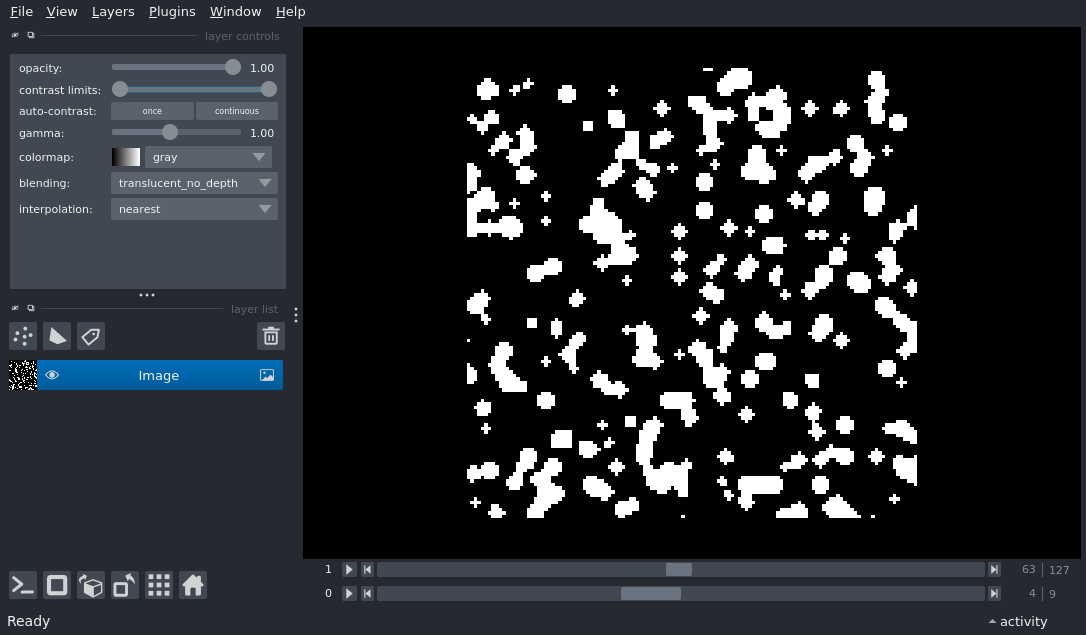 File View Layers Plugins Window Help
layer controls
opacity: 1.00
contrast limits:
auto-contrast: once continuous
gamma: 1.00
colormap: gray
blending: translucent_no_depth
interpolation: nearest
layer list
Image
1 63 127
0 4 9
Ready activity